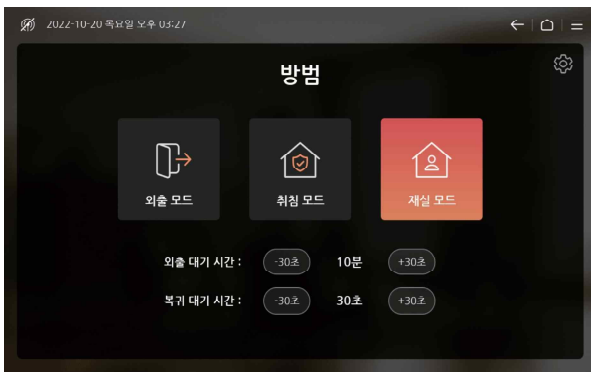 2022-10-20 목요일 오후 03:27
방범
외출 모드
취침 모드
재실 모드
외출 대기 시간 : -30초 10분 +30초
복귀 대기 시간 : -30초 30초 +30초